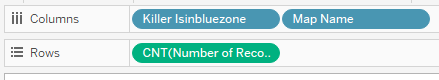 Columns Killer Isinbluezone Map Name
Rows CNT(Number of Reco..